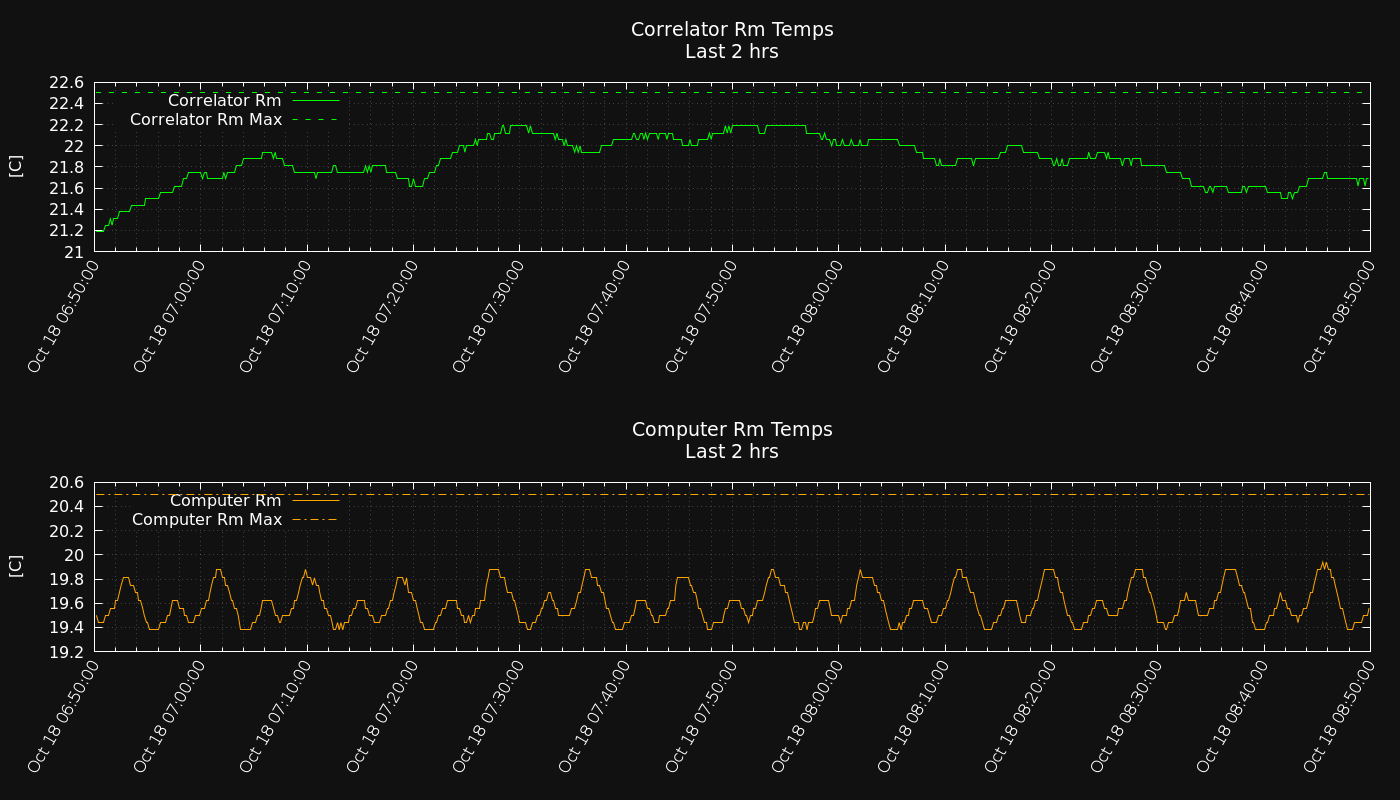 Correlator Rm Temps
Last 2 hrs
22.6
22.4
22.2
22
21.8
21.6
21.4
21.2
21
[C]
Correlator Rm
Correlator Rm Max
Oct 18 06:50:00
Oct 18 07:00:00
Oct 18 07:10:00
Oct 18 07:20:00
Oct 18 07:30:00
Oct 18 07:40:00
Oct 18 07:50:00
Oct 18 08:00:00
Oct 18 08:10:00
Oct 18 08:20:00
Oct 18 08:30:00
Oct 18 08:40:00
Oct 18 08:50:00
Computer Rm Temps
Last 2 hrs
20.6
20.4
20.2
20
19.8
19.6
19.4
19.2
[C]
Computer Rm
Computer Rm Max
Oct 18 06:50:00
Oct 18 07:00:00
Oct 18 07:10:00
Oct 18 07:20:00
Oct 18 07:30:00
Oct 18 07:40:00
Oct 18 07:50:00
Oct 18 08:00:00
Oct 18 08:10:00
Oct 18 08:20:00
Oct 18 08:30:00
Oct 18 08:40:00
Oct 18 08:50:00